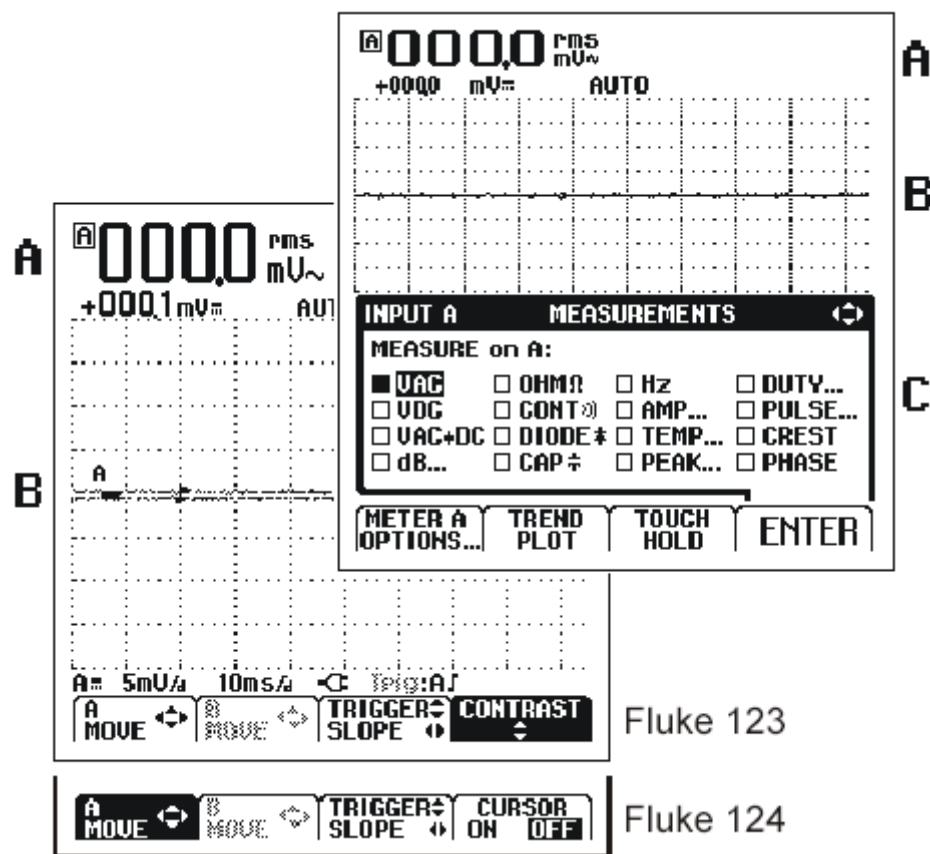 A 000.0 rms mV~
+000.0 mV⎓ AUTO
A
B
INPUT A MEASUREMENTS
MEASURE on A:
■ VAC □ OHM Ω □ Hz □ DUTY...
□ VDC □ CONT □ AMP... □ PULSE...
□ VAC+DC □ DIODE □ TEMP... □ CREST
□ dB... □ CAP □ PEAK... □ PHASE
C
METER A OPTIONS... TREND PLOT TOUCH HOLD ENTER
A
A 000.0 rms mV~
+000.1 mV⎓ AUT
B
A
A⎓ 5mV/d 10ms/d Trig:A
A MOVE B MOVE TRIGGER SLOPE CONTRAST
Fluke 123
A MOVE B MOVE TRIGGER SLOPE CURSOR ON OFF
Fluke 124